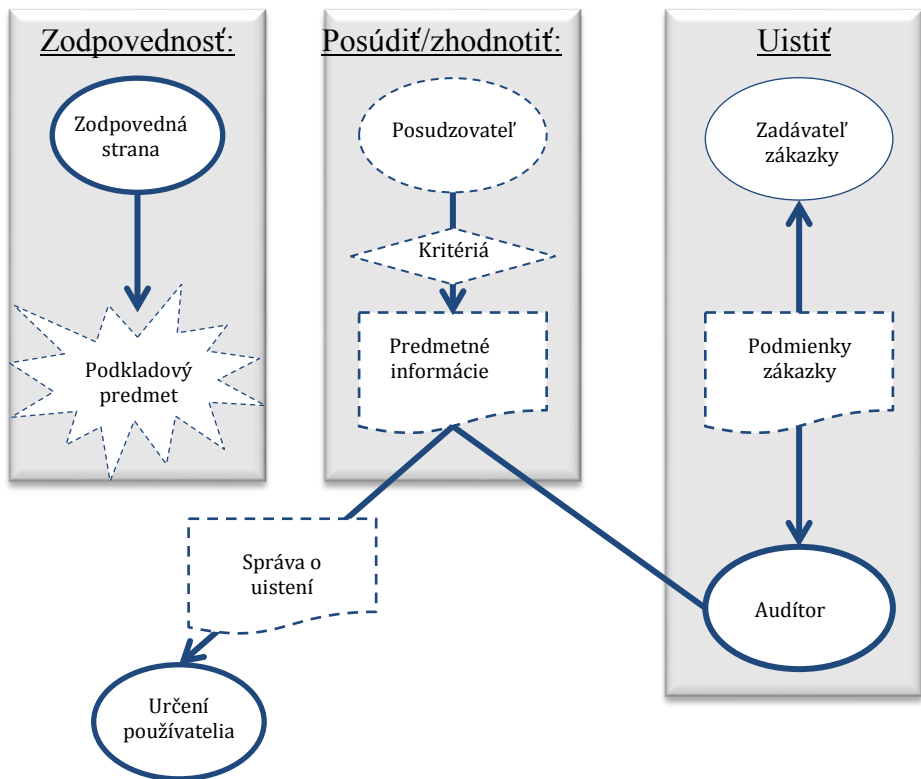 Zodpovednosť:
Zodpovedná
strana
Podkladový
predmet
Posúdiť/zhodnotiť:
Posudzovateľ
Kritériá
Predmetné
informácie
Uistiť
Zadávateľ
zákazky
Podmienky
zákazky
Audítor
Správa o
uistení
Určení
používatelia